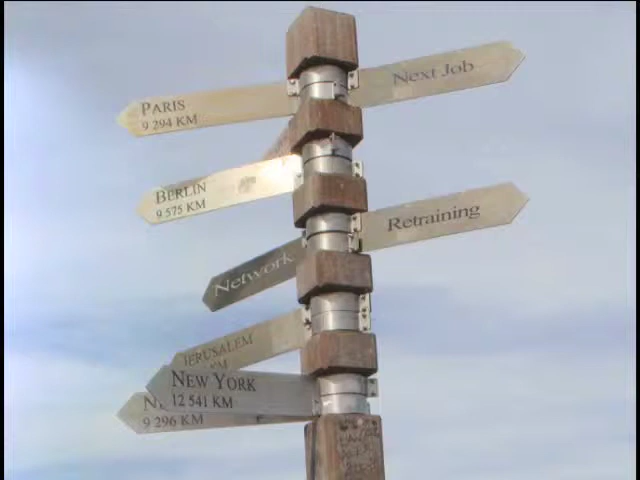 Next Job
PARIS
9 294 KM
BERLIN
9 575 KM
Retraining
Network
JERUSALEM
KM
NEW YORK
12 541 KM
9 296 KM